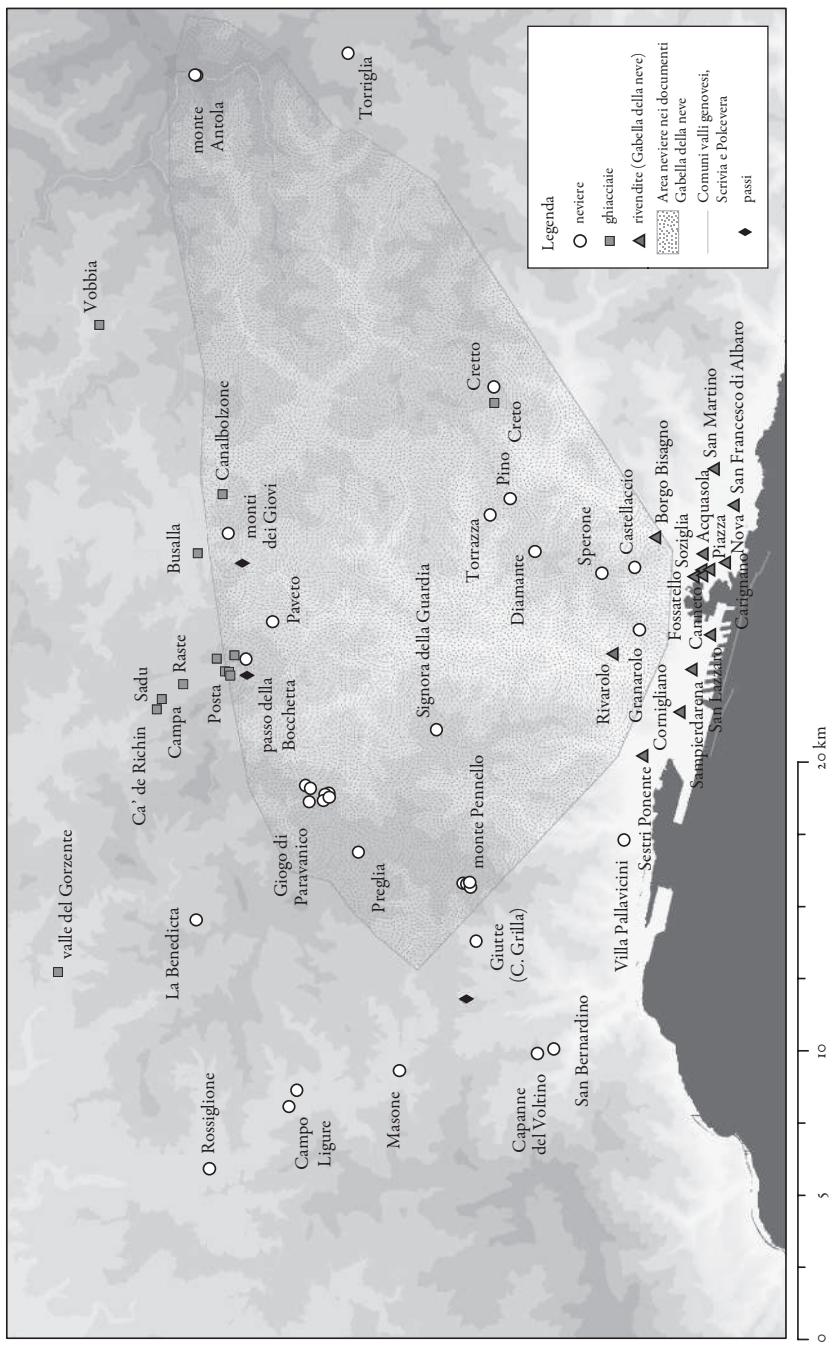 valle del Gorzente
Vobbia
monte
Antola
Torriglia
Ca’ de Richin
Sadu
Campa
Raste
Busalla
Canalbolzone
La Benedicta
Posta
monti
dei Giovi
Rossiglione
passo della
Bocchetta
Paveto
Campo
Ligure
Giogo di
Paravanico
Masone
Preglia
Signora della Guardia
Cretto
Creto
Pino
Torrazza
monte Pennello
Giutte
(C. Grilla)
Diamante
Capanne
del Voltino
San Bernardino
Sperone
Castellaccio
Rivarolo
Granarolo
Borgo Bisagno
Villa Pallavicini
Sestri Ponente
Cornigliano
Sampierdarena
San Lazzaro
Fossatello
Canneto
Soziglia
Acquasola
Piazza
Nova
Carignano
San Martino
San Francesco di Albaro
Legenda
neviere
ghiacciaie
rivendite (Gabella della neve)
Area neviere nei documenti
Gabella della neve
Comuni valli genovesi,
Scrivia e Polcevera
passi
0 5 10 20 km